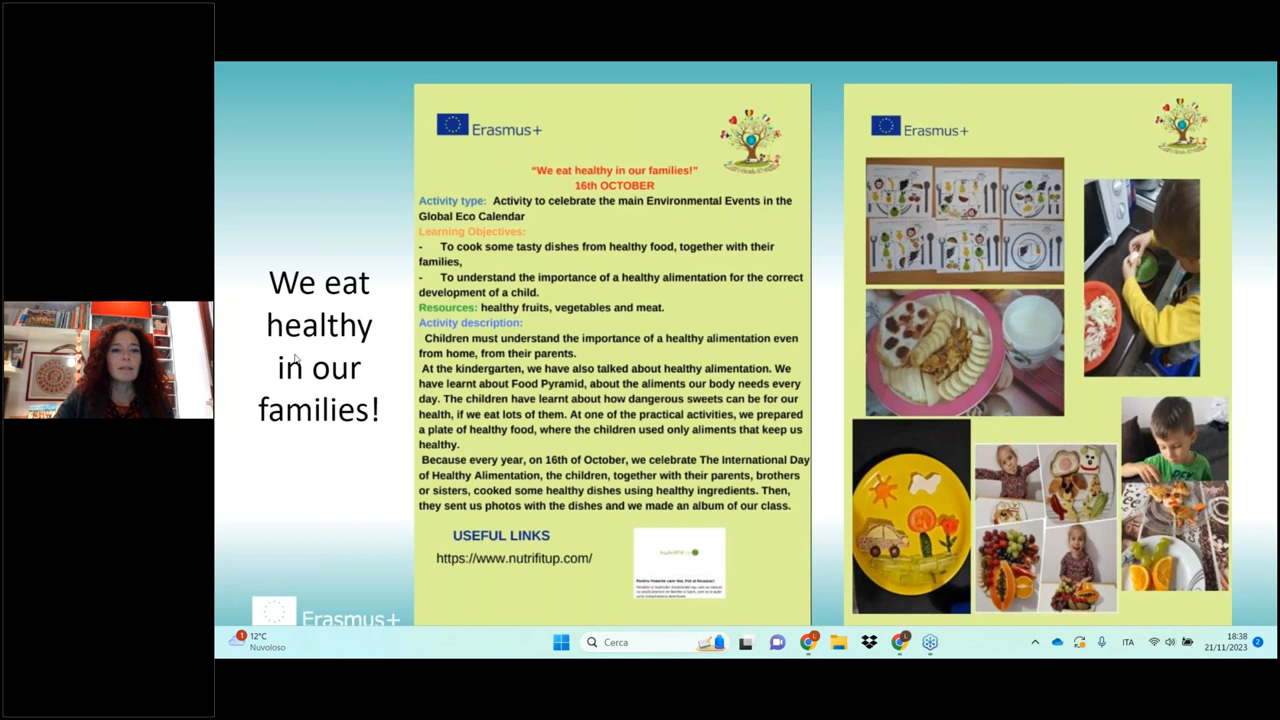 We eat
healthy
in our
families!
Erasmus+
Erasmus+
"We eat healthy in our families!"
16th OCTOBER
Activity type: Activity to celebrate the main Environmental Events in the
Global Eco Calendar
Learning Objectives:
- To cook some tasty dishes from healthy food, together with their
families,
- To understand the importance of a healthy alimentation for the correct
development of a child.
Resources: healthy fruits, vegetables and meat.
Activity description:
Children must understand the importance of a healthy alimentation even
from home, from their parents.
At the kindergarten, we have also talked about healthy alimentation. We
have learnt about Food Pyramid, about the aliments our body needs every
day. The children have learnt about how dangerous sweets can be for our
health, if we eat lots of them. At one of the practical activities, we prepared
a plate of healthy food, where the children used only aliments that keep us
healthy.
Because every year, on 16th of October, we celebrate The International Day
of Healthy Alimentation, the children, together with their parents, brothers
or sisters, cooked some healthy dishes using healthy ingredients. Then,
they sent us photos with the dishes and we made an album of our class.
USEFUL LINKS
https://www.nutrifitup.com/
Erasmus+
1
12°C
Nuvoloso
Cerca
ITA
18:38
21/11/2023
2